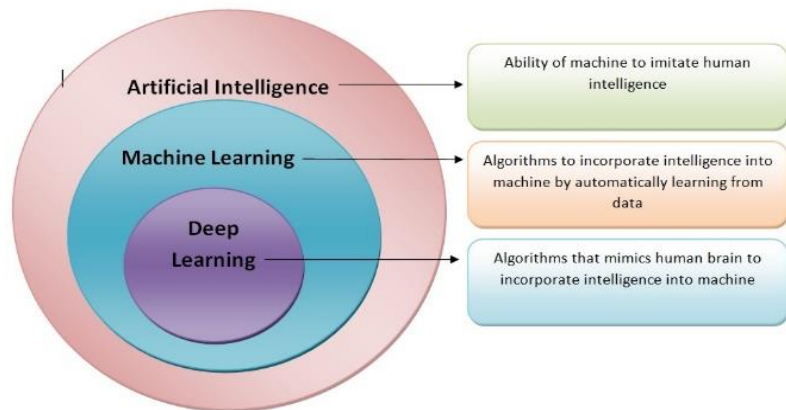 Artificial Intelligence
Ability of machine to imitate human
intelligence
Machine Learning
Algorithms to incorporate intelligence into
machine by automatically learning from
data
Deep
Learning
Algorithms that mimics human brain to
incorporate intelligence into machine